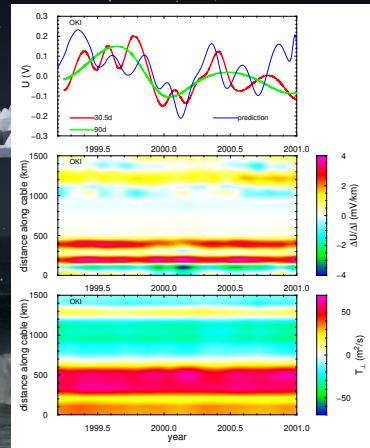 OKI
0.3
0.2
0.1
0.0
−0.1
−0.2
−0.3
U (V)
30.5d
prediction
90d
1999.5
2000.0
2000.5
2001.0
OKI
1500
1000
500
0
distance along cable (km)
4
2
0
−2
−4
ΔU/Δl (mV/km)
1999.5
2000.0
2000.5
2001.0
OKI
1500
1000
500
0
distance along cable (km)
50
0
−50
T⊥ (m²/s)
1999.5
2000.0
2000.5
2001.0
year